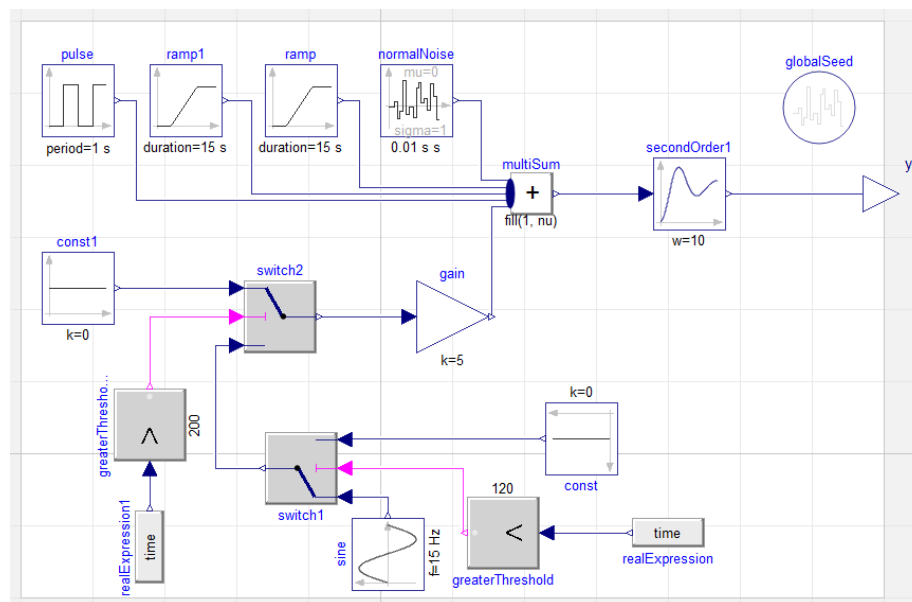 pulse
ramp1
ramp
normalNoise
mu=0
sigma=1
period=1 s
duration=15 s
duration=15 s
0.01 s s
globalSeed
multiSum
+
fill(1, nu)
secondOrder1
w=10
y
const1
k=0
switch2
gain
k=5
greaterThresho...
>
200
realExpression1
time
switch1
k=0
const
sine
f=15 Hz
120
<
greaterThreshold
time
realExpression